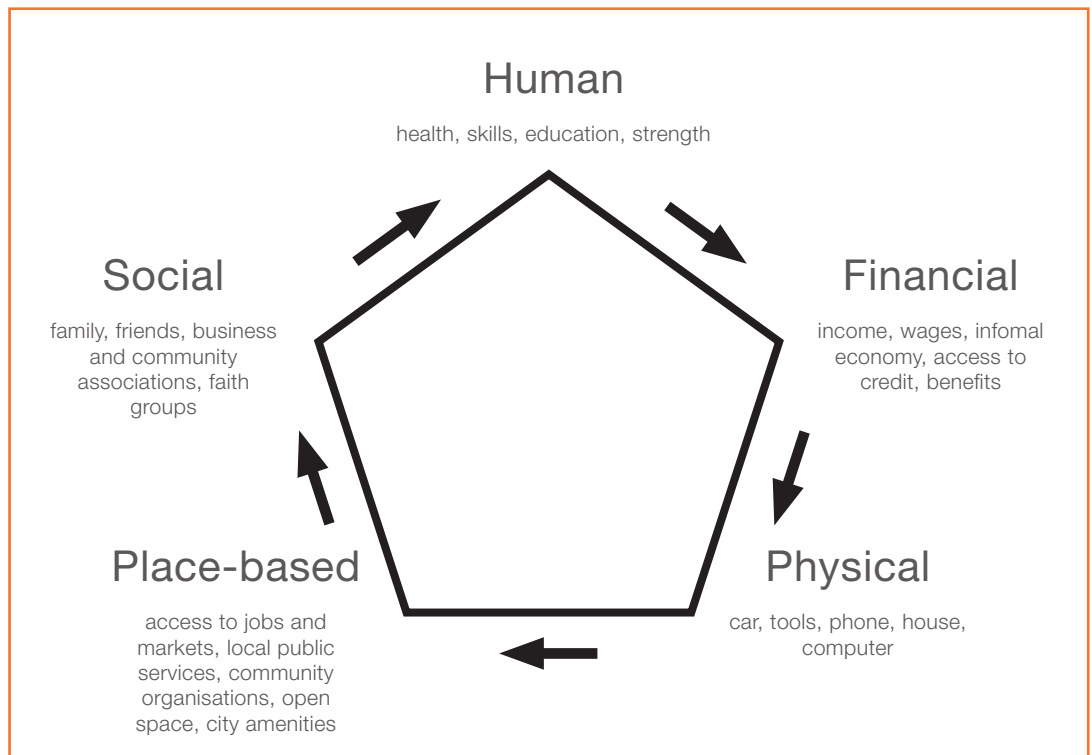 Human
health, skills, education, strength
Social
family, friends, business
and community
associations, faith
groups
Financial
income, wages, infomal
economy, access to
credit, benefits
Place-based
access to jobs and
markets, local public
services, community
organisations, open
space, city amenities
Physical
car, tools, phone, house,
computer